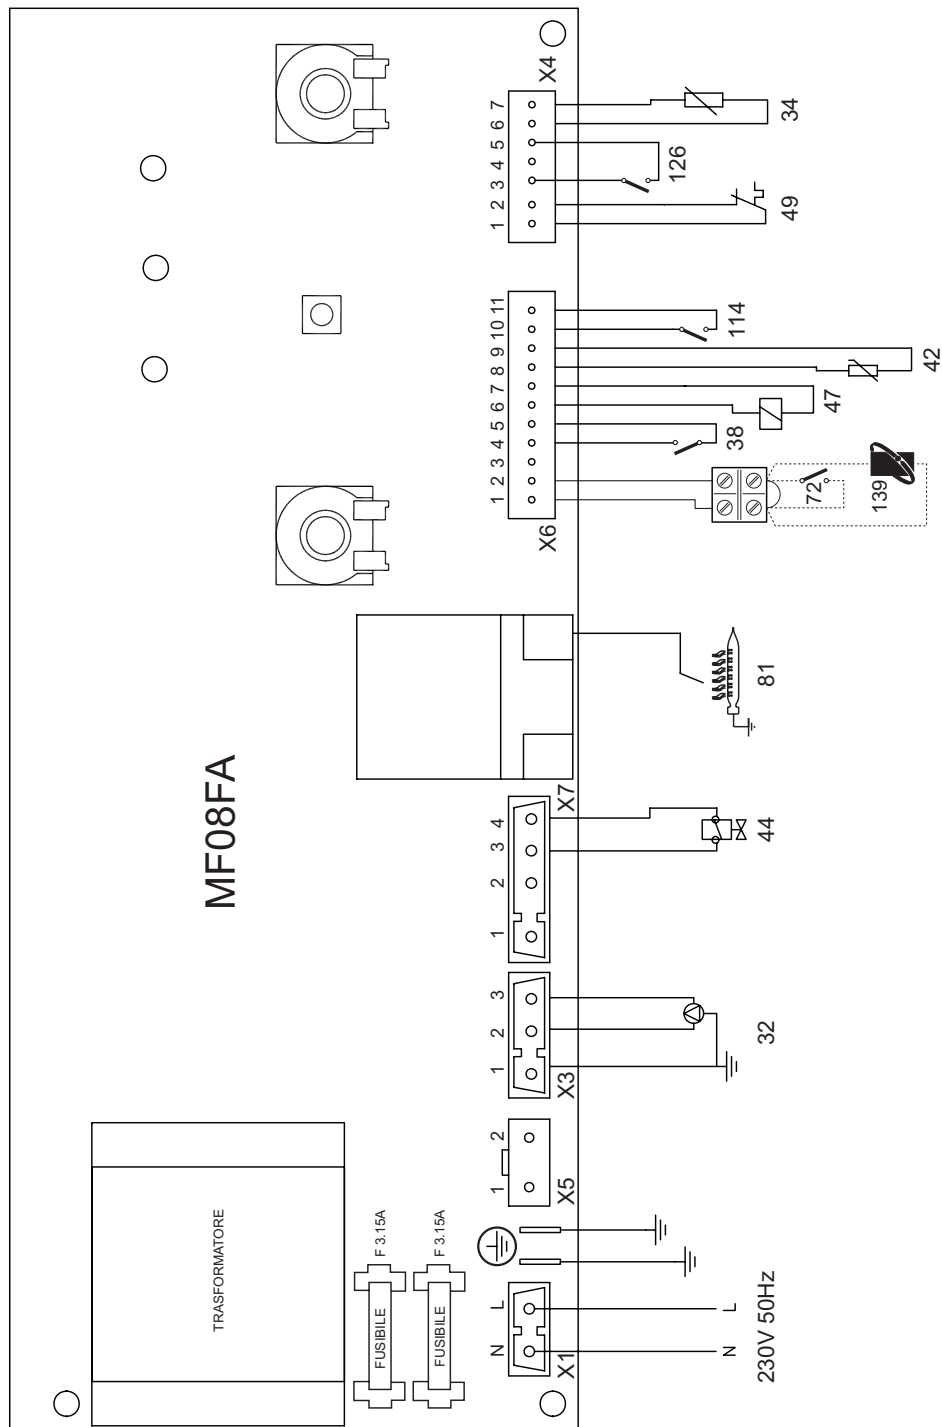 MF08FA
TRASFORMATORE
FUSIBILE F 3.15A
FUSIBILE F 3.15A
X1
N L
N L
230V 50Hz
X5
1 2
X3
1 2 3
32
X7
1 2 3 4
44
81
X6
1 2 3 4 5 6 7 8 9 10 11
72
139
38
47
42
114
X4
1 2 3 4 5 6 7
49
126
34